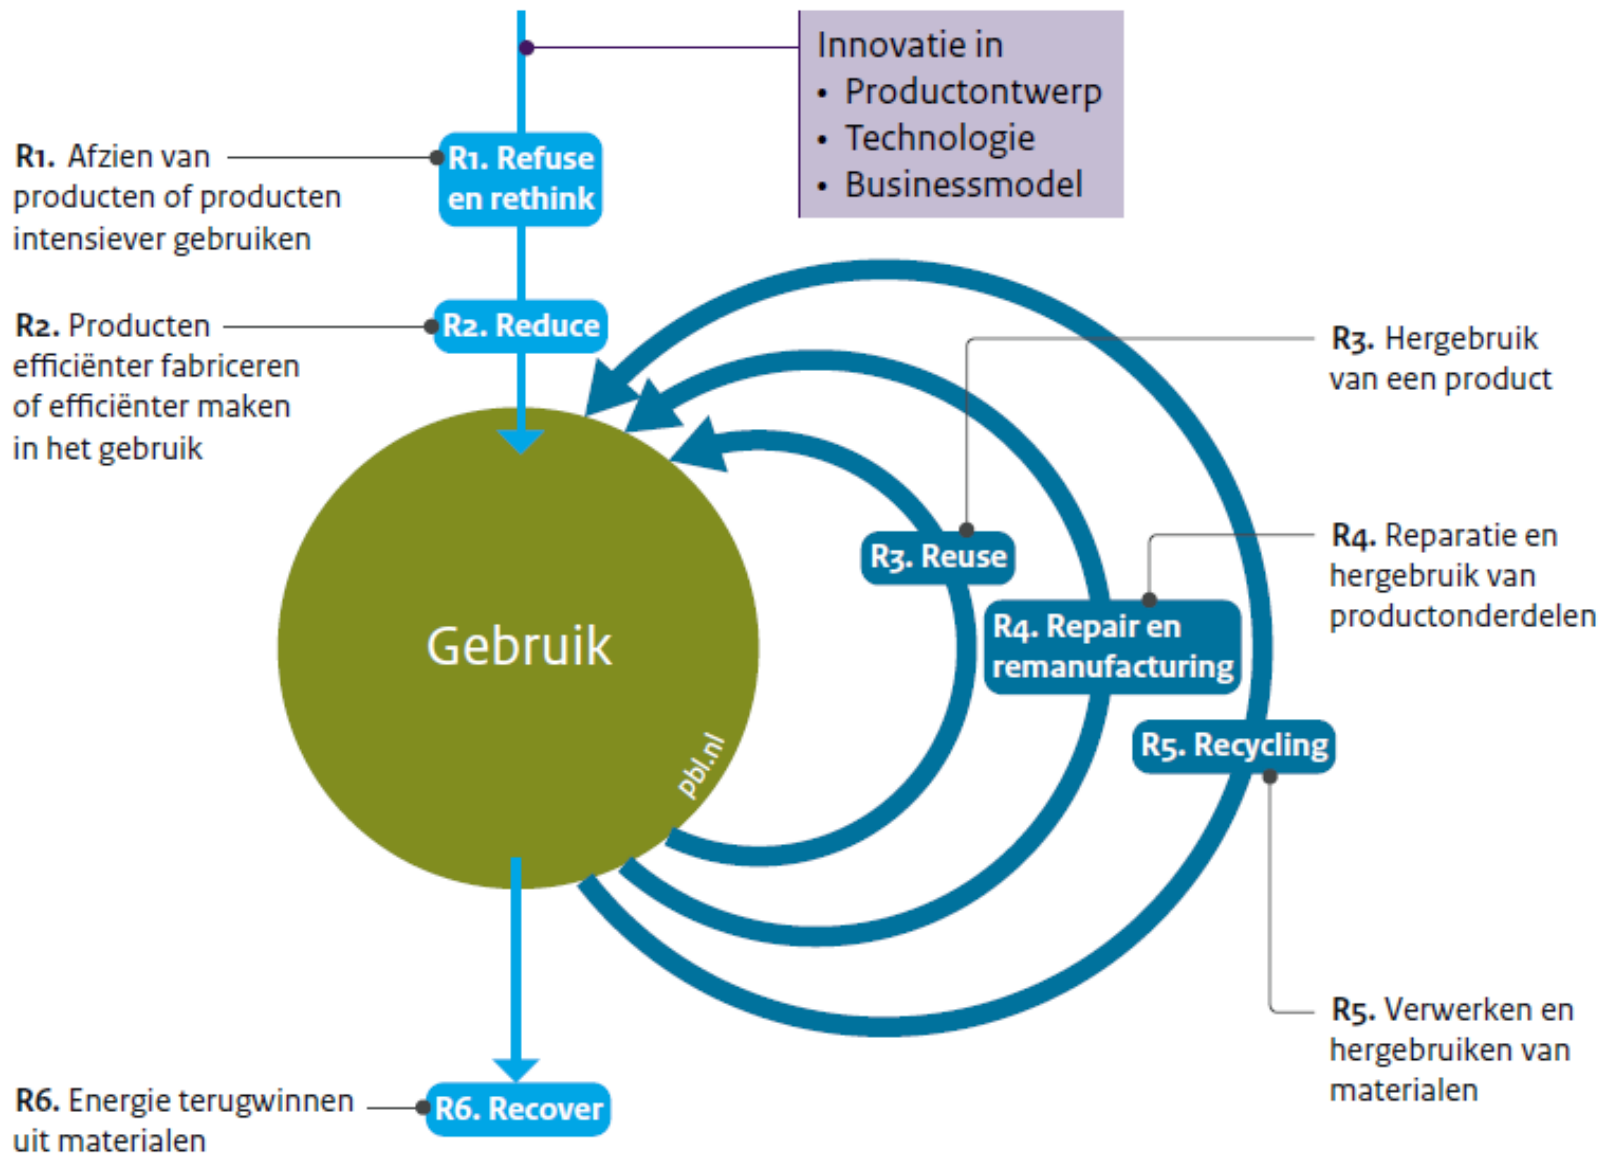 Innovatie in
• Productontwerp
• Technologie
• Businessmodel
R1. Afzien van
producten of producten
intensiever gebruiken
R1. Refuse
en rethink
R2. Producten
efficiënter fabriceren
of efficiënter maken
in het gebruik
R2. Reduce
R3. Hergebruik
van een product
R3. Reuse
R4. Reparatie en
hergebruik van
productonderdelen
R4. Repair en
remanufacturing
Gebruik
pbl.nl
R5. Recycling
R5. Verwerken en
hergebruiken van
materialen
R6. Energie terugwinnen
uit materialen
R6. Recover